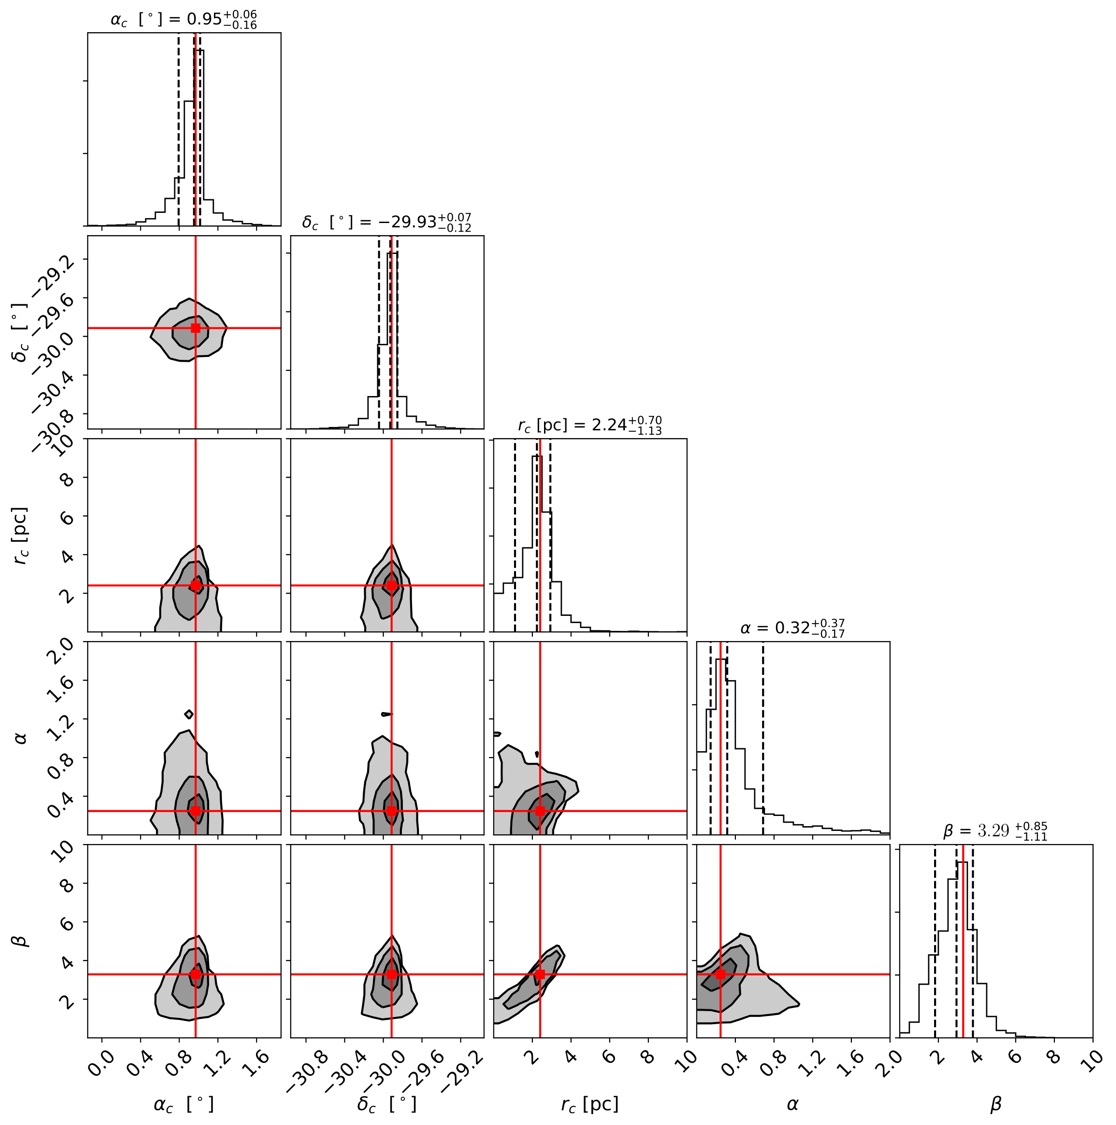 α_c [°] = 0.95 +0.06 −0.16
δ_c [°] = −29.93 +0.07 −0.12
−29.2
−29.6
−30.0
−30.4
−30.8
δ_c [°]
r_c [pc] = 2.24 +0.70 −1.13
10
8
6
4
2
r_c [pc]
α = 0.32 +0.37 −0.17
2.0
1.6
1.2
0.8
0.4
α
β = 3.29 +0.85 −1.11
10
8
6
4
2
β
0.0 0.4 0.8 1.2 1.6
α_c [°]
−30.8 −30.4 −30.0 −29.6 −29.2
δ_c [°]
2 4 6 8 10
r_c [pc]
0.4 0.8 1.2 1.6 2.0
α
2 4 6 8 10
β